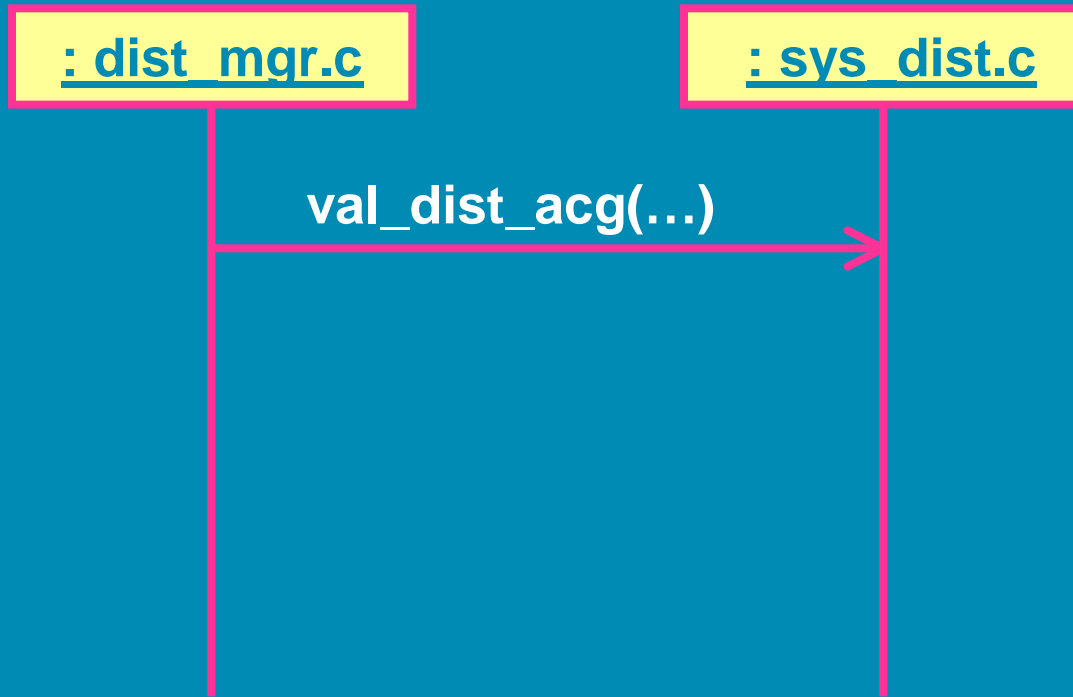 : dist_mgr.c
: sys_dist.c
val_dist_acg(…)